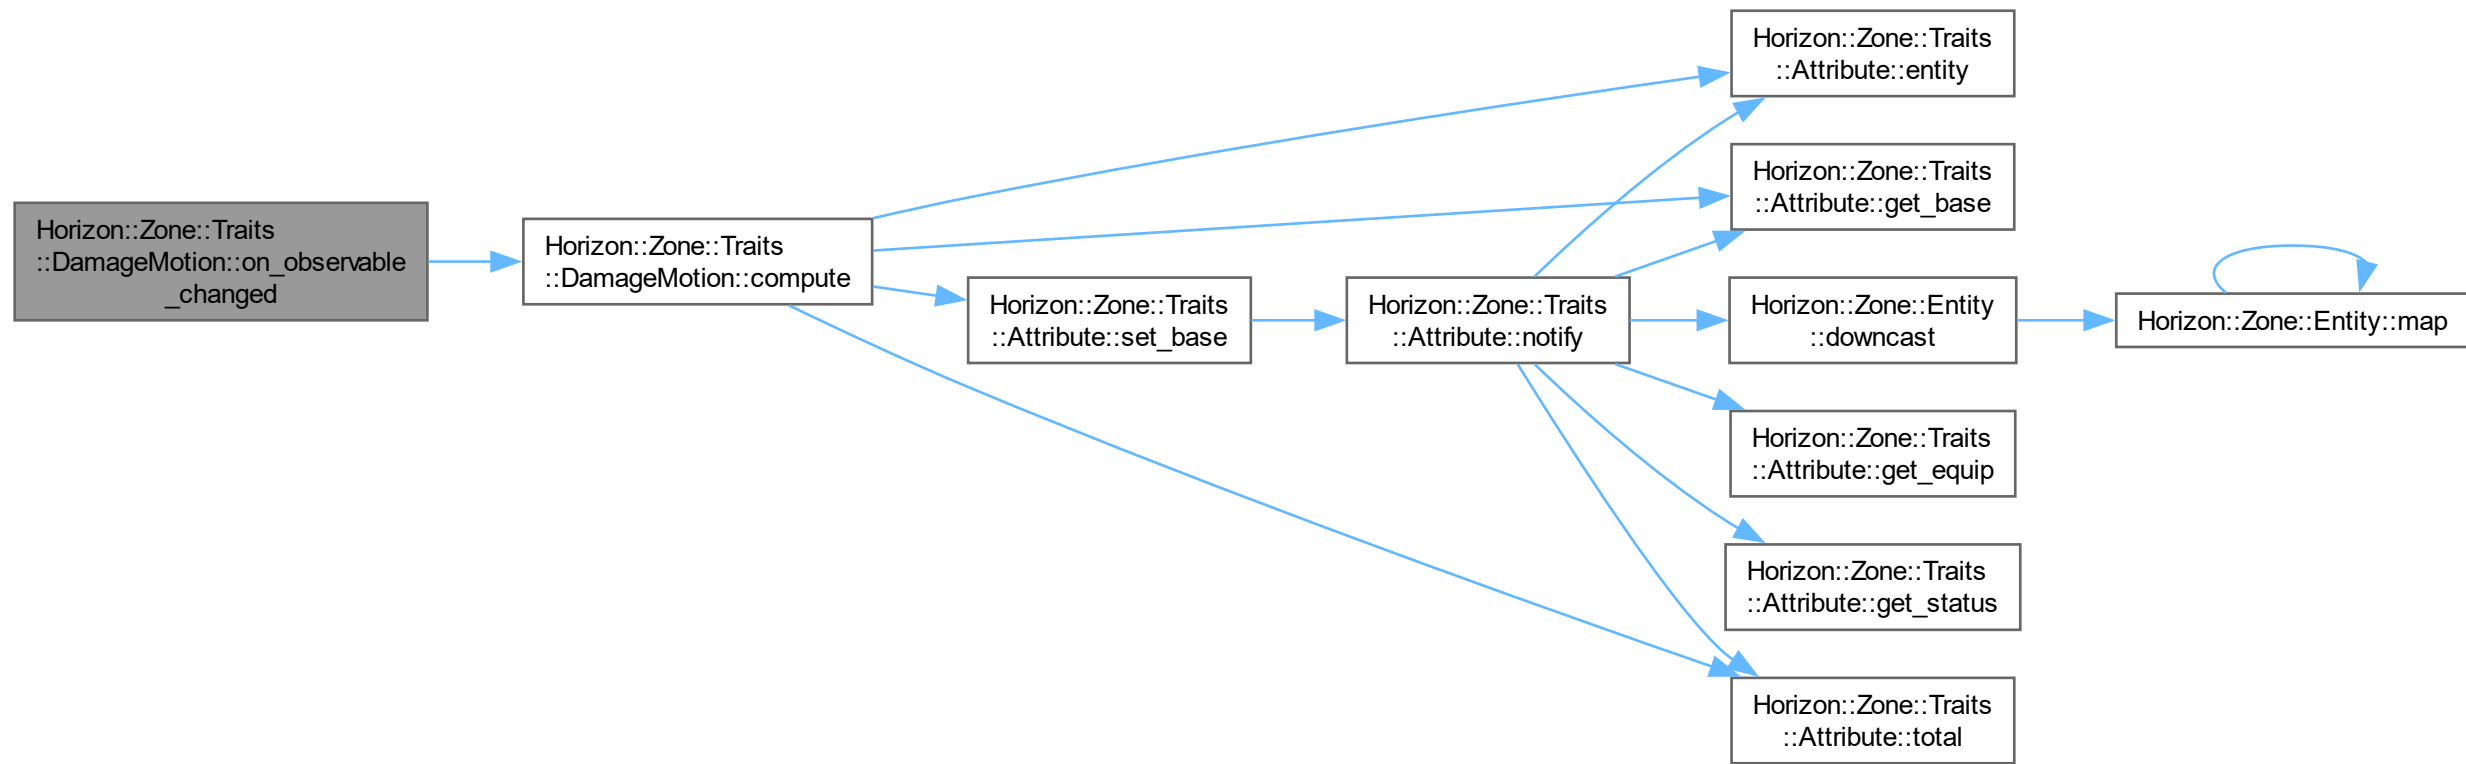 Horizon::Zone::Traits
::DamageMotion::on_observable
_changed
Horizon::Zone::Traits
::DamageMotion::compute
Horizon::Zone::Traits
::Attribute::entity
Horizon::Zone::Traits
::Attribute::get_base
Horizon::Zone::Traits
::Attribute::set_base
Horizon::Zone::Traits
::Attribute::notify
Horizon::Zone::Entity
::downcast
Horizon::Zone::Entity::map
Horizon::Zone::Traits
::Attribute::get_equip
Horizon::Zone::Traits
::Attribute::get_status
Horizon::Zone::Traits
::Attribute::total